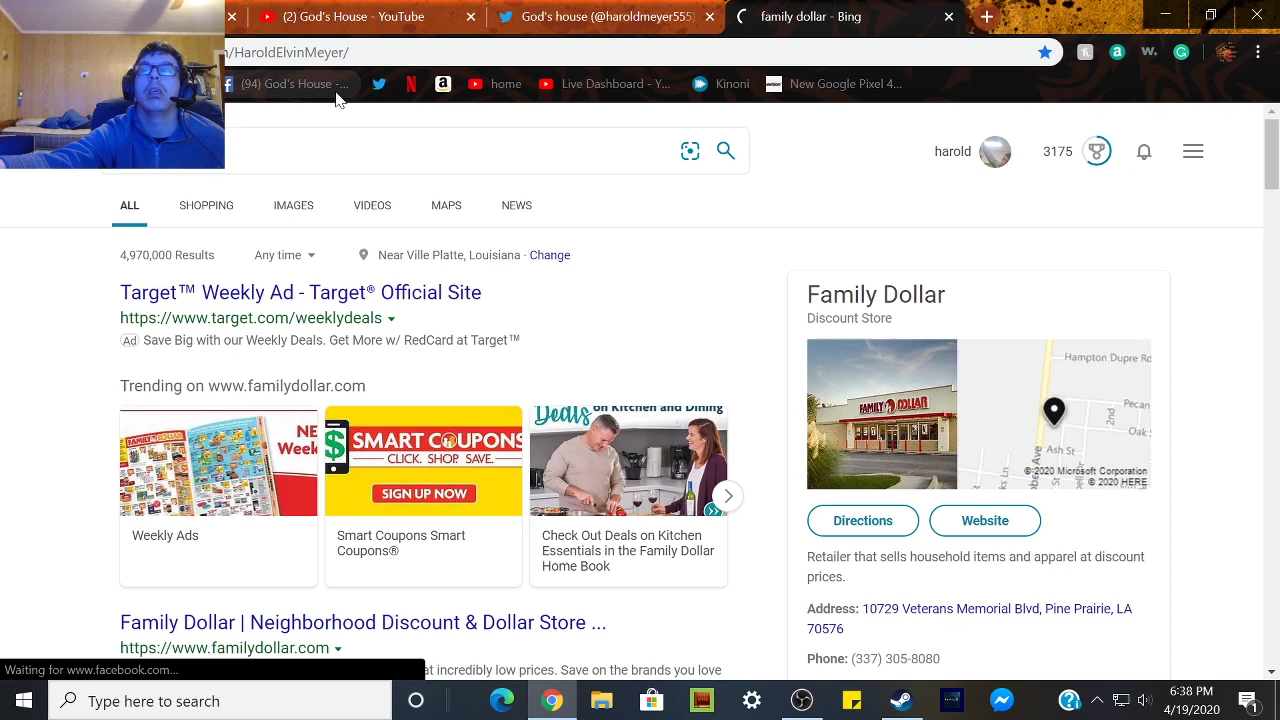 (2) God's House - YouTube
God's house (@haroldmeyer555)
family dollar - Bing
/HaroldElvinMeyer/
(94) God's House -...
home
Live Dashboard - Y...
Kinoni
New Google Pixel 4...
harold
3175
ALL SHOPPING IMAGES VIDEOS MAPS NEWS
4,970,000 Results Any time Near Ville Platte, Louisiana · Change
Target™ Weekly Ad - Target® Official Site
https://www.target.com/weeklydeals
Ad Save Big with our Weekly Deals. Get More w/ RedCard at Target™
Trending on www.familydollar.com
FAMILY DOLLAR
NE
Week
SMART COUPONS
CLICK. SHOP. SAVE.
SIGN UP NOW
Deals on Kitchen and Dining
Weekly Ads
Smart Coupons Smart
Coupons®
Check Out Deals on Kitchen
Essentials in the Family Dollar
Home Book
Family Dollar | Neighborhood Discount & Dollar Store ...
https://www.familydollar.com
at incredibly low prices. Save on the brands you love
Family Dollar
Discount Store
FAMILY DOLLAR
Hampton Dupre Rd
Pecan
2nd
Oak S
Ash St
© 2020 Microsoft Corporation
© 2020 HERE
Directions Website
Retailer that sells household items and apparel at discount
prices.
Address: 10729 Veterans Memorial Blvd, Pine Prairie, LA
70576
Phone: (337) 305-8080
Waiting for www.facebook.com...
Type here to search
6:38 PM
4/19/2020